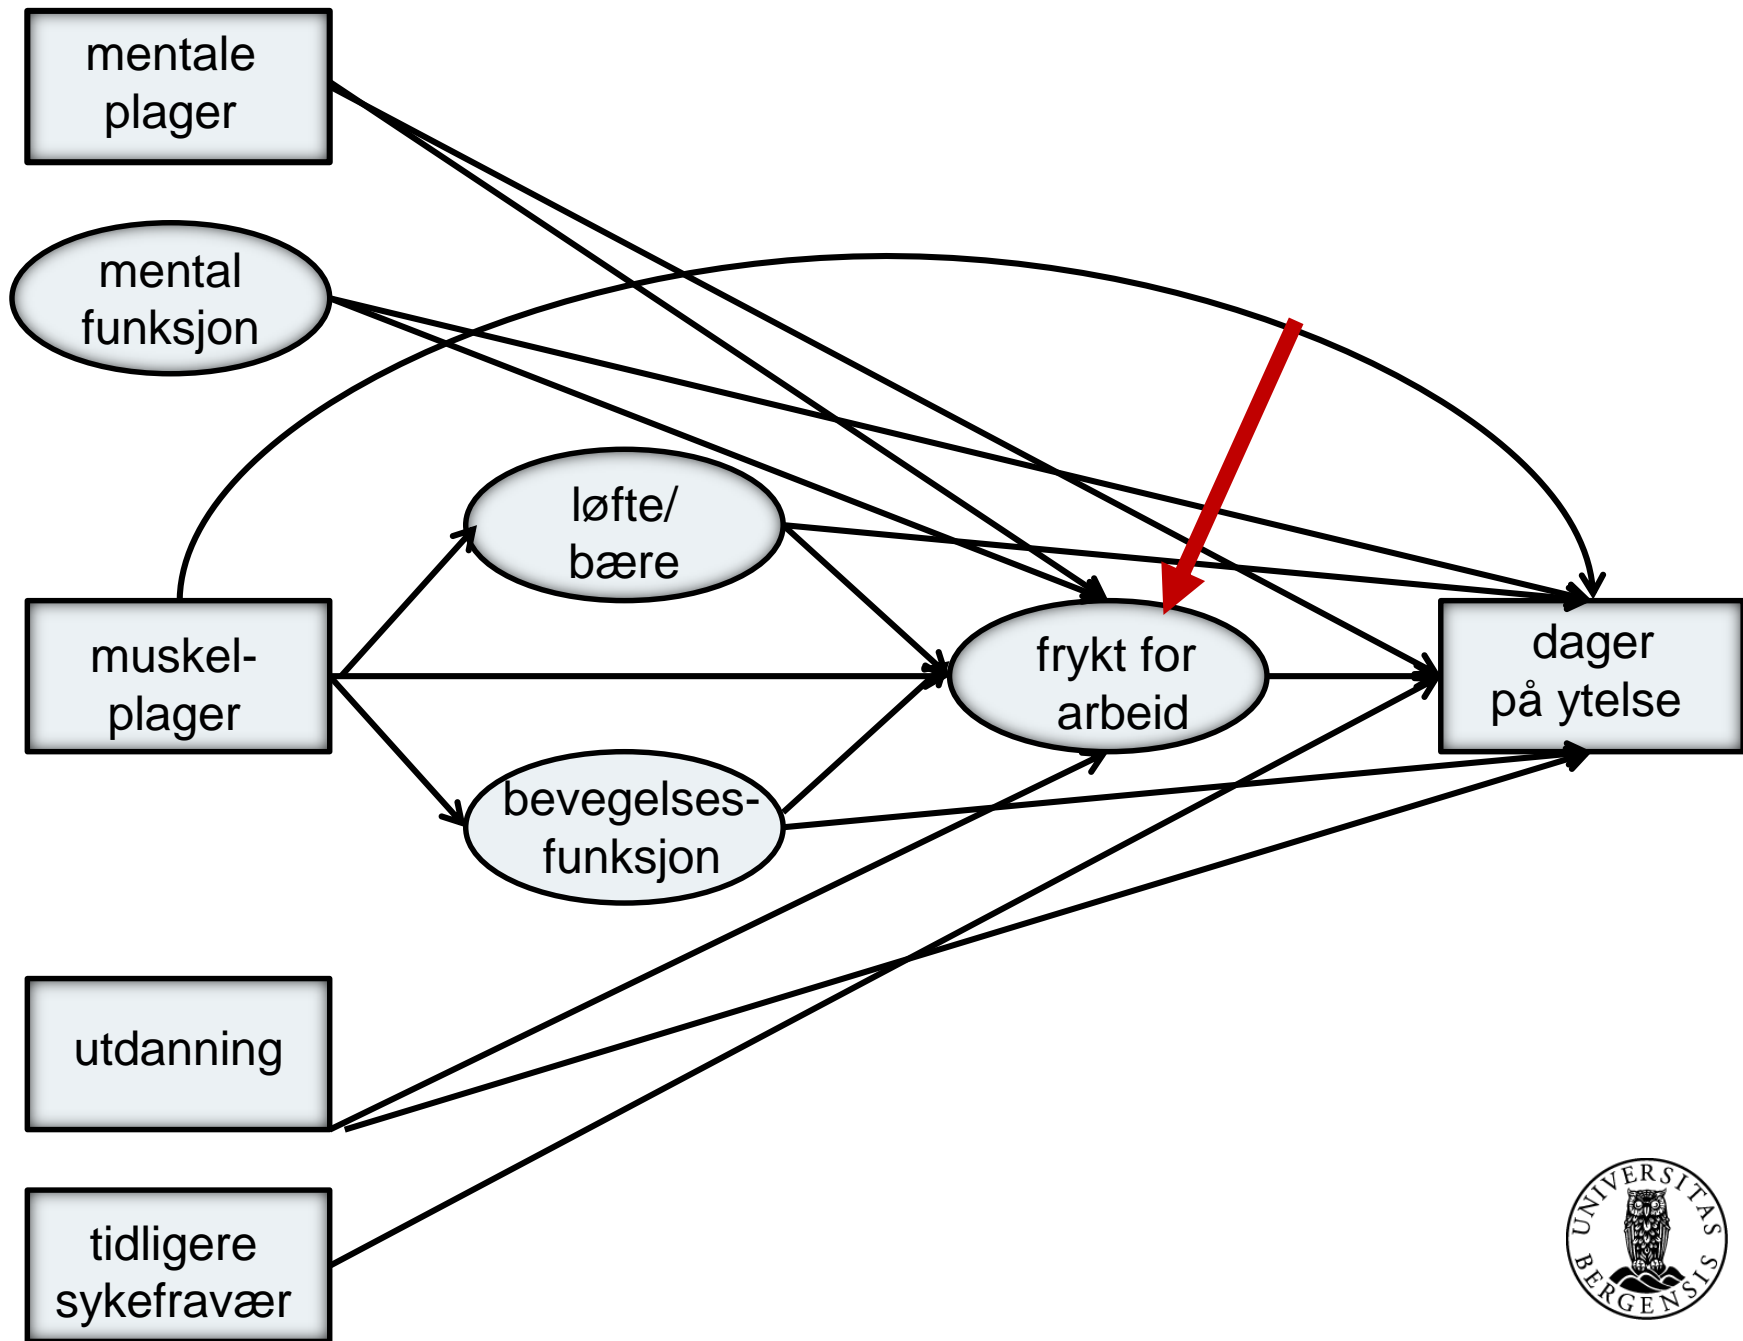 mentale
plager
mental
funksjon
løfte/
bære
muskel-
plager
frykt for
arbeid
dager
på ytelse
bevegelses-
funksjon
utdanning
tidligere
sykefravær
UNIVERSITAS
BERGENSIS